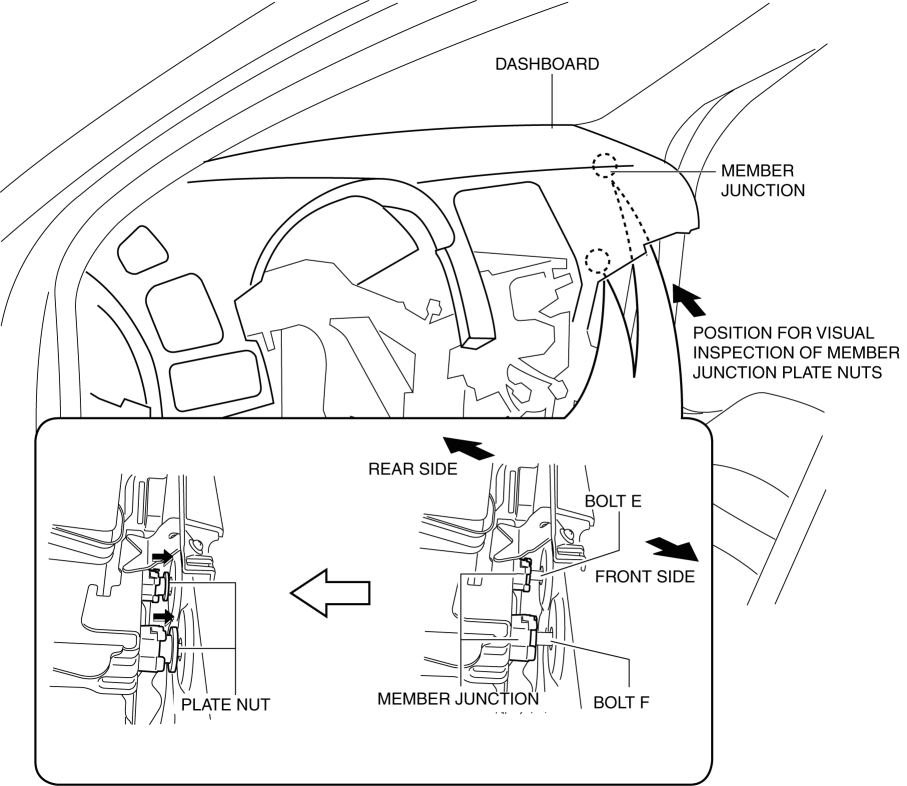 DASHBOARD
MEMBER
JUNCTION
POSITION FOR VISUAL
INSPECTION OF MEMBER
JUNCTION PLATE NUTS
REAR SIDE
BOLT E
FRONT SIDE
MEMBER JUNCTION
BOLT F
PLATE NUT